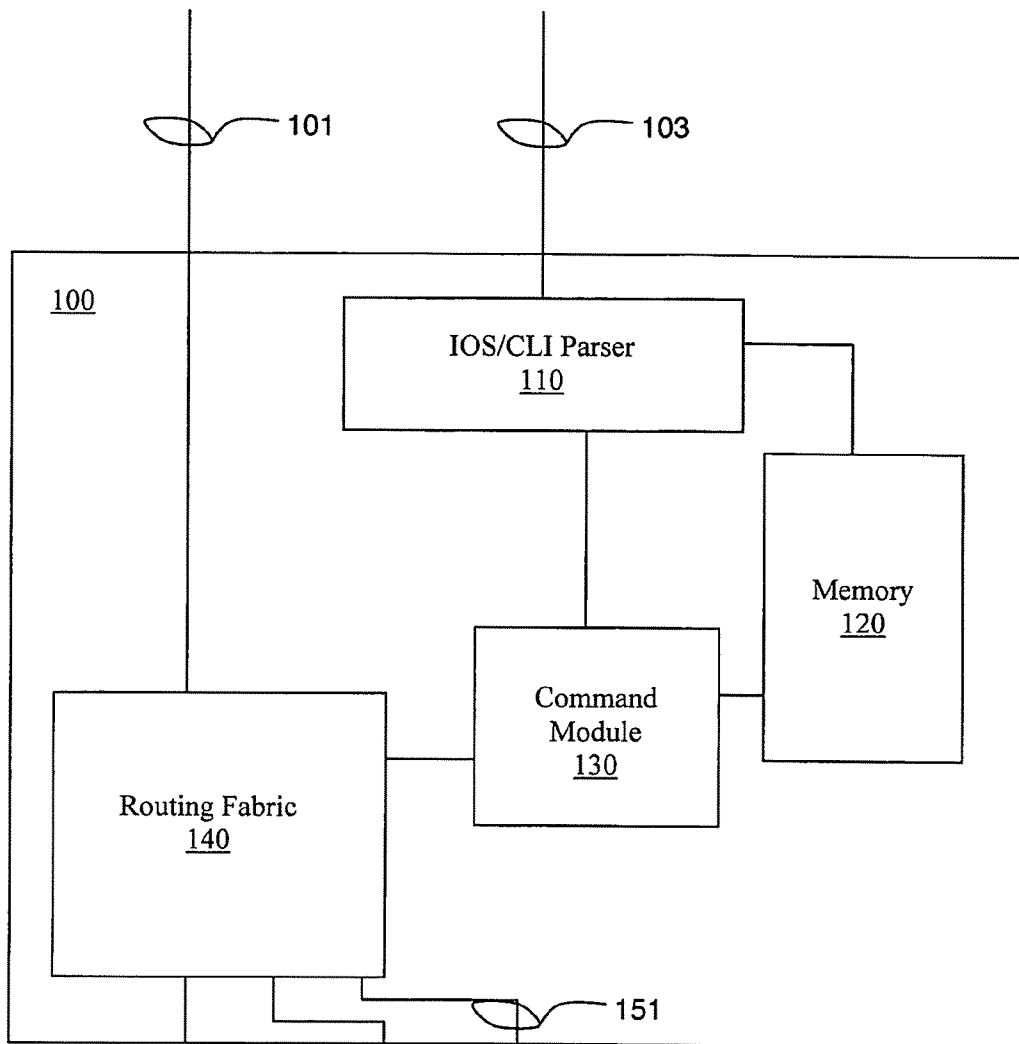 101
103
100
IOS/CLI Parser
110
Memory
120
Command
Module
130
Routing Fabric
140
151